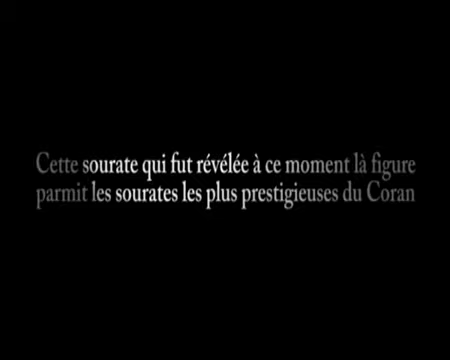 Cette sourate qui fut révélée à ce moment là figure
parmit les sourates les plus prestigieuses du Coran